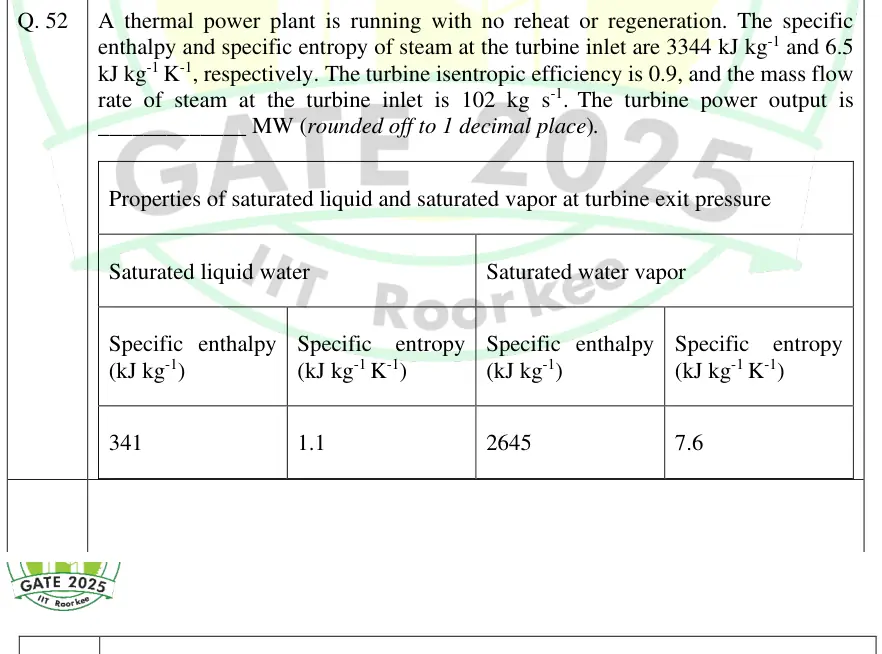 Q. 52 A thermal power plant is running with no reheat or regeneration. The specific
enthalpy and specific entropy of steam at the turbine inlet are 3344 kJ kg⁻¹ and 6.5
kJ kg⁻¹ K⁻¹, respectively. The turbine isentropic efficiency is 0.9, and the mass flow
rate of steam at the turbine inlet is 102 kg s⁻¹. The turbine power output is
_____________ MW (rounded off to 1 decimal place).
GATE 2025
IIT Roorkee
Properties of saturated liquid and saturated vapor at turbine exit pressure
Saturated liquid water Saturated water vapor
Specific enthalpy Specific entropy Specific enthalpy Specific entropy
(kJ kg⁻¹) (kJ kg⁻¹ K⁻¹) (kJ kg⁻¹) (kJ kg⁻¹ K⁻¹)
341 1.1 2645 7.6
GATE 2025
IIT Roorkee